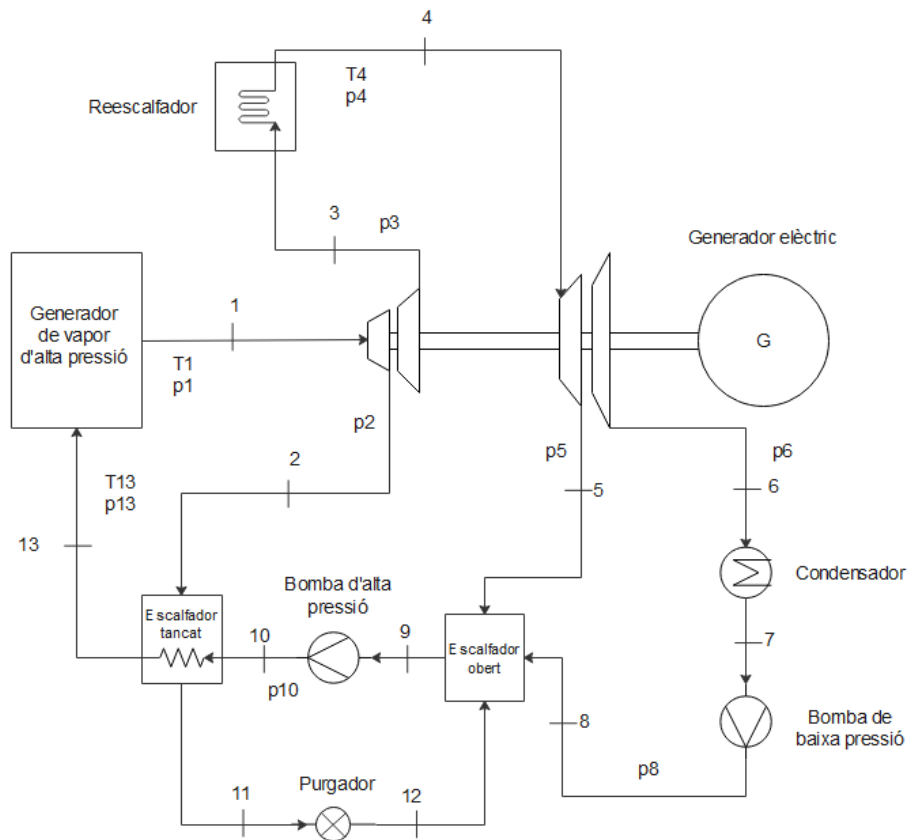 4
T4
p4
Reescalfador
3
p3
Generador elèctric
Generador
de vapor
d'alta pressió
1
T1
p1
G
p2
2
p5
5
p6
6
T13
p13
13
Escalfador
tancat
Bomba d'alta
pressió
10
p10
9
Escalfador
obert
Condensador
7
8
p8
Bomba de
baixa pressió
11
Purgador
12